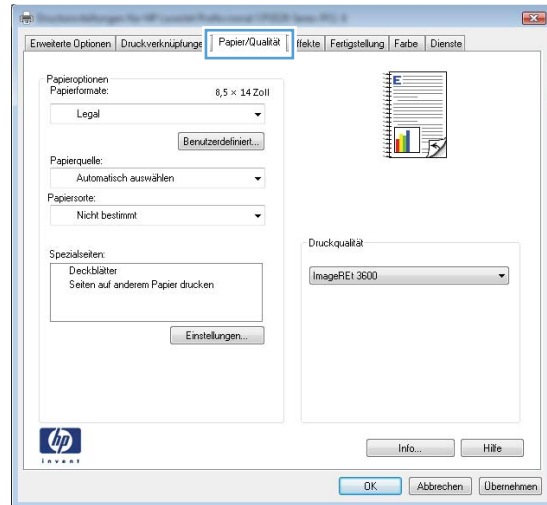 Erweiterte Optionen Druckverknüpfunge Papier/Qualität ffekte Fertigstellung Farbe Dienste
Papieroptionen
Papierformate: 8,5 × 14 Zoll
Legal
Benutzerdefiniert...
Papierquelle:
Automatisch auswählen
Papiersorte:
Nicht bestimmt
Spezialseiten:
Deckblätter
Seiten auf anderem Papier drucken
Einstellungen...
E
Druckqualität
ImageREt 3600
hp
invent
Info... Hilfe
OK Abbrechen Übernehmen